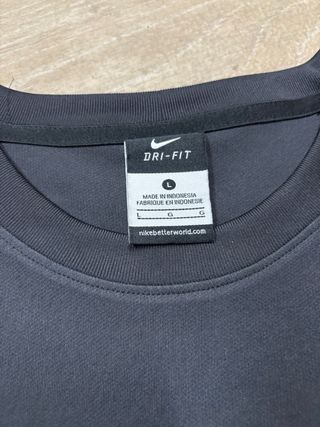 DRI-FIT
L
MADE IN INDONESIA
FABRIQUE EN INDONESIE
L G G
nikebetterworld.com